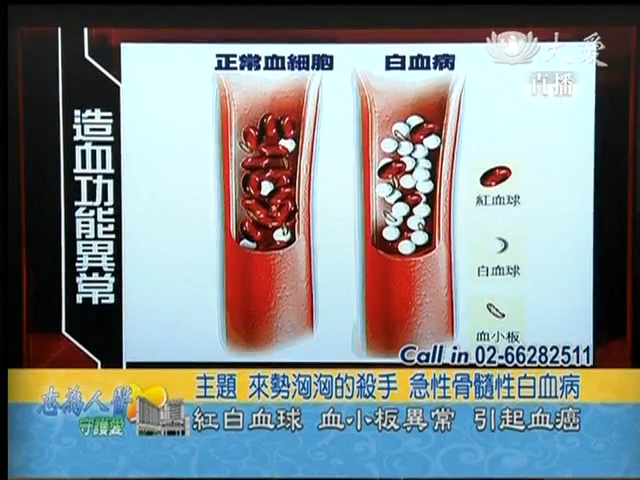 大愛
直播
造血功能異常
正常血細胞
白血病
紅血球
白血球
血小板
Call in 02-66282511
志為人醫
守護愛
主題 來勢洶洶的殺手 急性骨髓性白血病
紅白血球 血小板異常 引起血癌